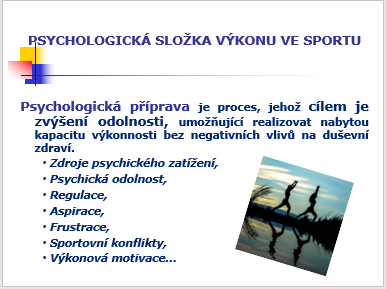 PSYCHOLOGICKÁ SLOŽKA VÝKONU VE SPORTU
Psychologická příprava je proces, jehož cílem je
zvýšení odolnosti, umožňující realizovat nabytou
kapacitu výkonnosti bez negativních vlivů na duševní
zdraví.
• Zdroje psychického zatížení,
• Psychická odolnost,
• Regulace,
• Aspirace,
• Frustrace,
• Sportovní konflikty,
• Výkonová motivace...